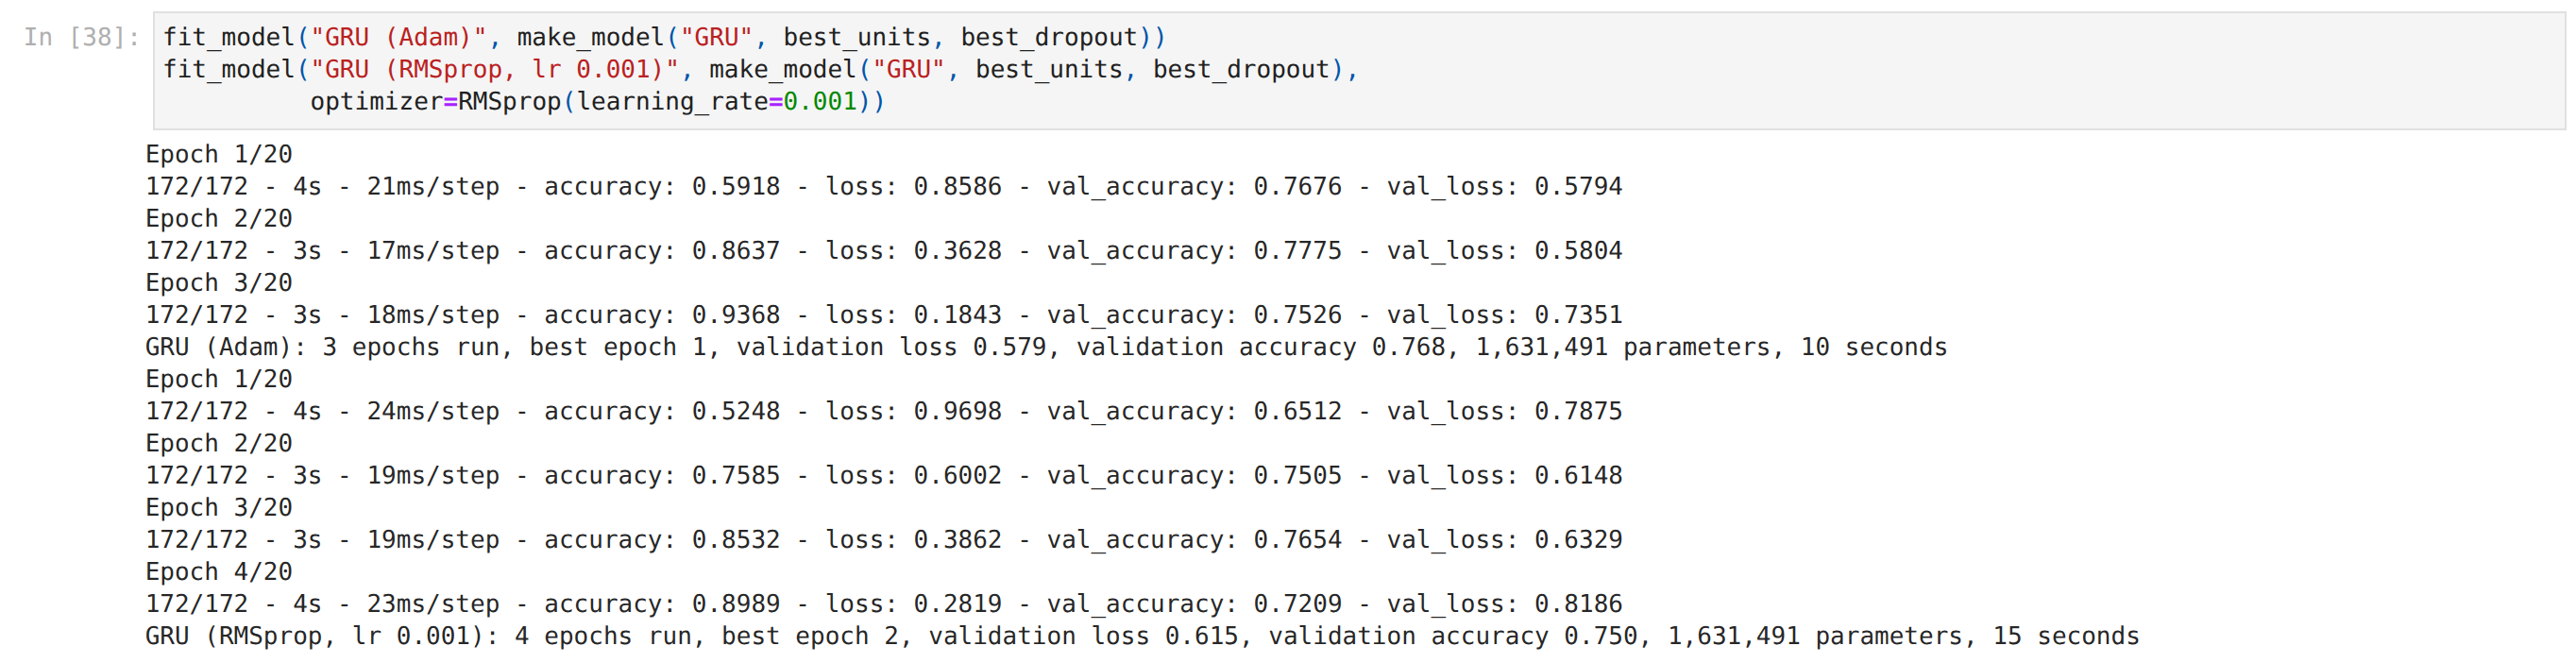 In [38]: fit_model("GRU (Adam)", make_model("GRU", best_units, best_dropout))
fit_model("GRU (RMSprop, lr 0.001)", make_model("GRU", best_units, best_dropout),
          optimizer=RMSprop(learning_rate=0.001))
Epoch 1/20
172/172 - 4s - 21ms/step - accuracy: 0.5918 - loss: 0.8586 - val_accuracy: 0.7676 - val_loss: 0.5794
Epoch 2/20
172/172 - 3s - 17ms/step - accuracy: 0.8637 - loss: 0.3628 - val_accuracy: 0.7775 - val_loss: 0.5804
Epoch 3/20
172/172 - 3s - 18ms/step - accuracy: 0.9368 - loss: 0.1843 - val_accuracy: 0.7526 - val_loss: 0.7351
GRU (Adam): 3 epochs run, best epoch 1, validation loss 0.579, validation accuracy 0.768, 1,631,491 parameters, 10 seconds
Epoch 1/20
172/172 - 4s - 24ms/step - accuracy: 0.5248 - loss: 0.9698 - val_accuracy: 0.6512 - val_loss: 0.7875
Epoch 2/20
172/172 - 3s - 19ms/step - accuracy: 0.7585 - loss: 0.6002 - val_accuracy: 0.7505 - val_loss: 0.6148
Epoch 3/20
172/172 - 3s - 19ms/step - accuracy: 0.8532 - loss: 0.3862 - val_accuracy: 0.7654 - val_loss: 0.6329
Epoch 4/20
172/172 - 4s - 23ms/step - accuracy: 0.8989 - loss: 0.2819 - val_accuracy: 0.7209 - val_loss: 0.8186
GRU (RMSprop, lr 0.001): 4 epochs run, best epoch 2, validation loss 0.615, validation accuracy 0.750, 1,631,491 parameters, 15 seconds